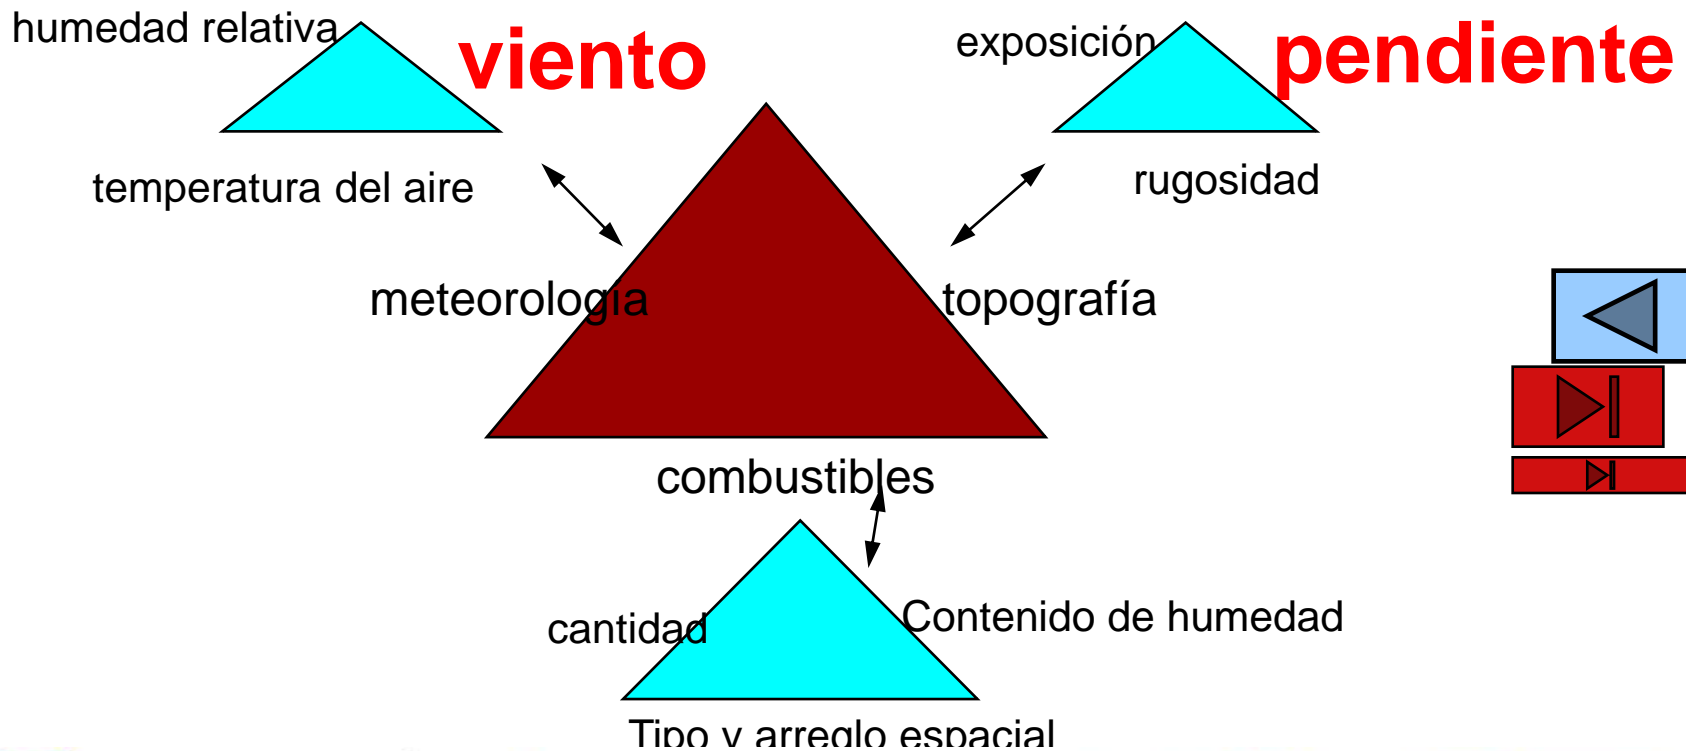 humedad relativa
viento
exposición
pendiente
temperatura del aire
rugosidad
meteorología
topografía
combustibles
cantidad
Contenido de humedad
Tipo y arreglo espacial